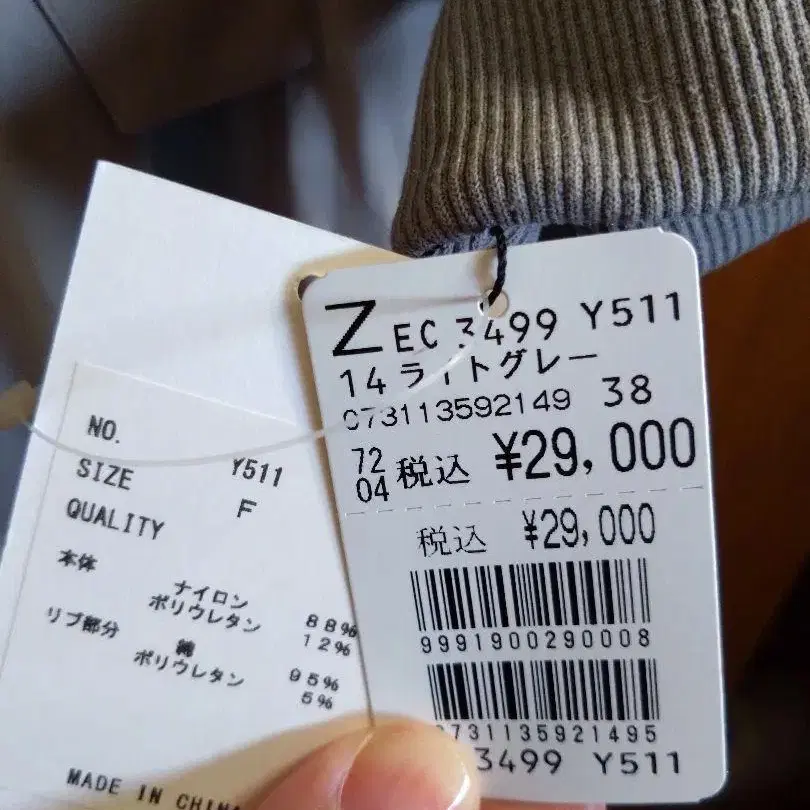 NO. Y511
SIZE F
QUALITY
本体 ナイロン 88%
ポリウレタン 12%
リブ部分 綿 95%
ポリウレタン 5%
MADE IN CHINA
Z EC 3499 Y511
14 ライトグレー
073113592149 38
72
04 税込 ¥29,000
税込 ¥29,000
9991900290008
0731135921495
3499 Y511